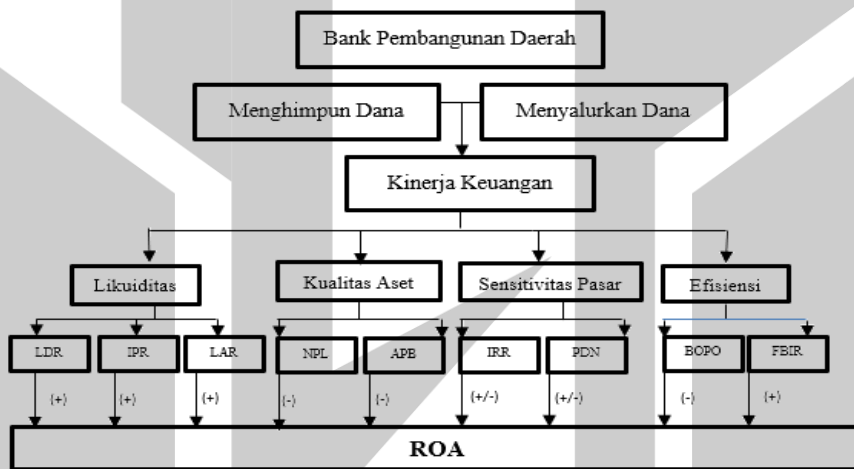 Bank Pembangunan Daerah
Menghimpun Dana
Menyalurkan Dana
Kinerja Keuangan
Likuiditas
Kualitas Aset
Sensitivitas Pasar
Efisiensi
LDR
IPR
LAR
NPL
APB
IRR
PDN
BOPO
FBIR
(+)
(+)
(+)
(-)
(-)
(+/-)
(+/-)
(-)
(+)
ROA